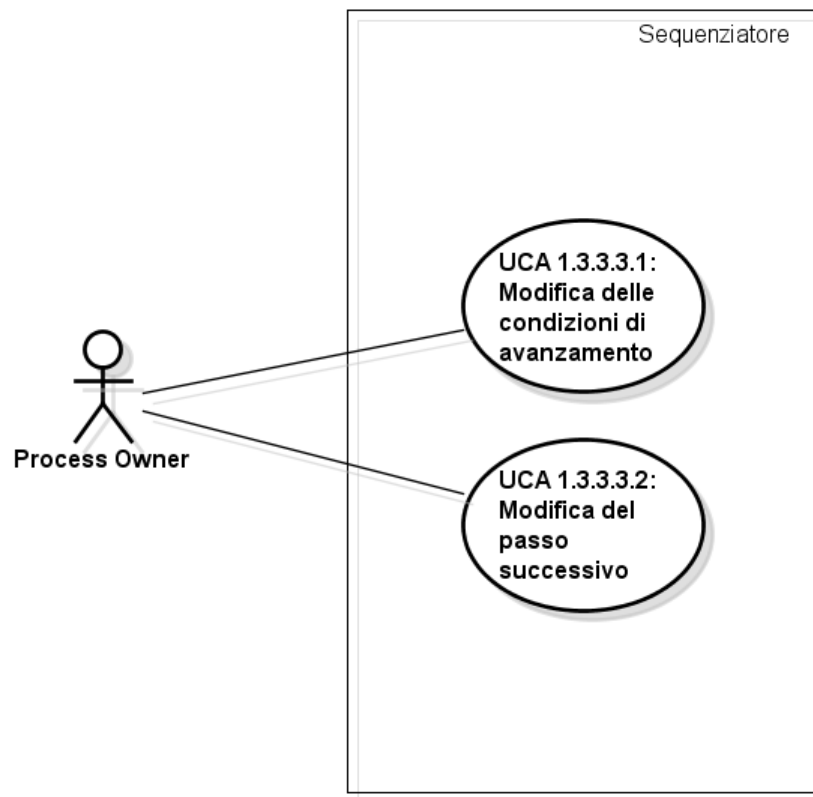 Sequenziatore
UCA 1.3.3.3.1:
Modifica delle
condizioni di
avanzamento
Process Owner
UCA 1.3.3.3.2:
Modifica del
passo
successivo